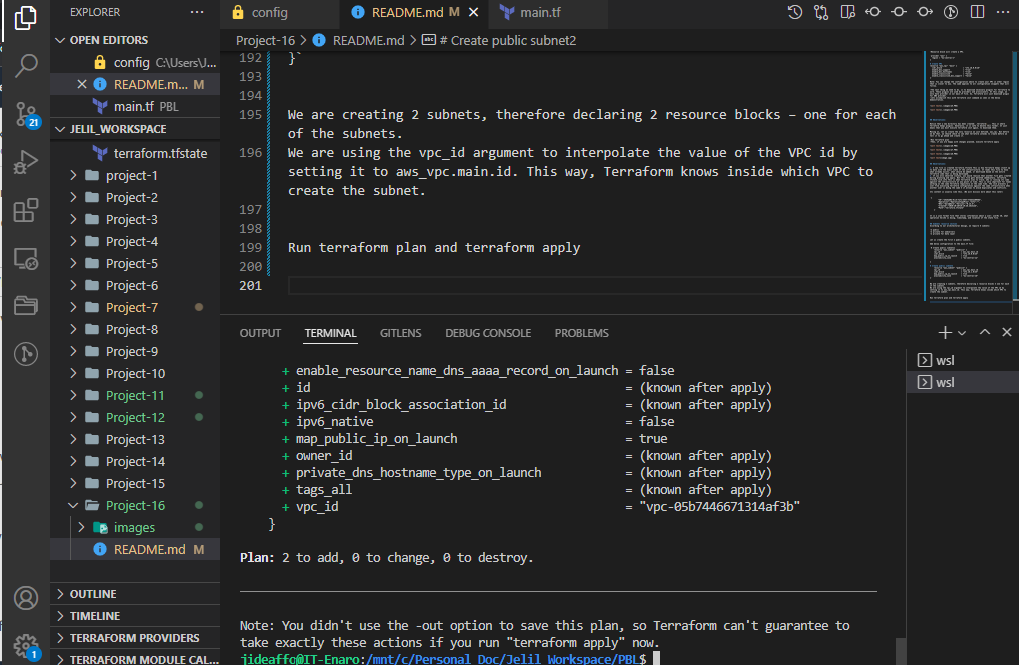 EXPLORER
config
README.md M
main.tf
OPEN EDITORS
config C:\Users\J...
README.m... M
main.tf PBL
JELIL_WORKSPACE
terraform.tfstate
project-1
Project-2
Project-3
Project-4
Project-5
Project-6
Project-7
Project-8
Project-9
Project-10
Project-11
Project-12
Project-13
Project-14
Project-15
Project-16
images
README.md M
OUTLINE
TIMELINE
TERRAFORM PROVIDERS
TERRAFORM MODULE CAL...
21
1
Project-16 > README.md > # Create public subnet2
192 }`
193
194
195 We are creating 2 subnets, therefore declaring 2 resource blocks – one for each
of the subnets.
196 We are using the vpc_id argument to interpolate the value of the VPC id by
setting it to aws_vpc.main.id. This way, Terraform knows inside which VPC to
create the subnet.
197
198
199 Run terraform plan and terraform apply
200
201
OUTPUT TERMINAL GITLENS DEBUG CONSOLE PROBLEMS
wsl
wsl
+ enable_resource_name_dns_aaaa_record_on_launch = false
+ id = (known after apply)
+ ipv6_cidr_block_association_id = (known after apply)
+ ipv6_native = false
+ map_public_ip_on_launch = true
+ owner_id = (known after apply)
+ private_dns_hostname_type_on_launch = (known after apply)
+ tags_all = (known after apply)
+ vpc_id = "vpc-05b7446671314af3b"
}
Plan: 2 to add, 0 to change, 0 to destroy.
Note: You didn't use the -out option to save this plan, so Terraform can't guarantee to
take exactly these actions if you run "terraform apply" now.
jideaffo@IT-Enaro:/mnt/c/Personal Doc/Jelil Workspace/PBL$